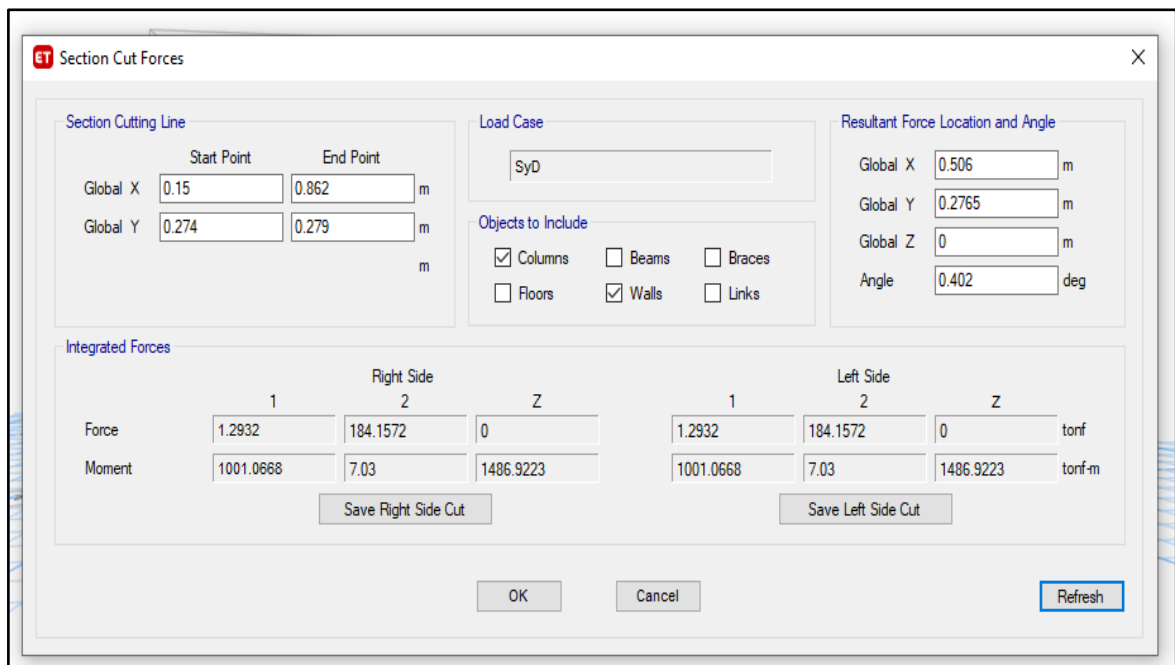 ET Section Cut Forces
Section Cutting Line
Start Point End Point
Global X 0.15 0.862 m
Global Y 0.274 0.279 m
m
Load Case
SyD
Objects to Include
Columns Beams Braces
Floors Walls Links
Resultant Force Location and Angle
Global X 0.506 m
Global Y 0.2765 m
Global Z 0 m
Angle 0.402 deg
Integrated Forces
Right Side Left Side
1 2 Z 1 2 Z
Force 1.2932 184.1572 0 1.2932 184.1572 0 tonf
Moment 1001.0668 7.03 1486.9223 1001.0668 7.03 1486.9223 tonf-m
Save Right Side Cut Save Left Side Cut
OK Cancel Refresh